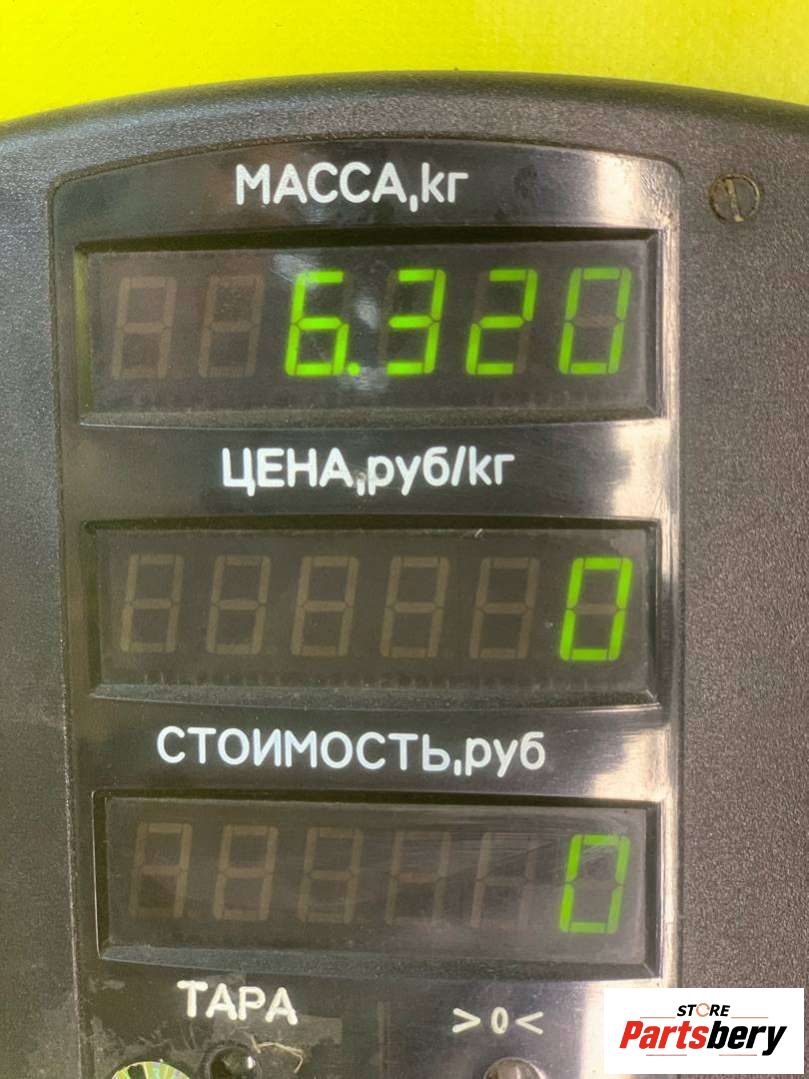 МАССА,кг
6.320
ЦЕНА,руб/кг
0
СТОИМОСТЬ,руб
0
ТАРА >0<
STORE
Partsbery